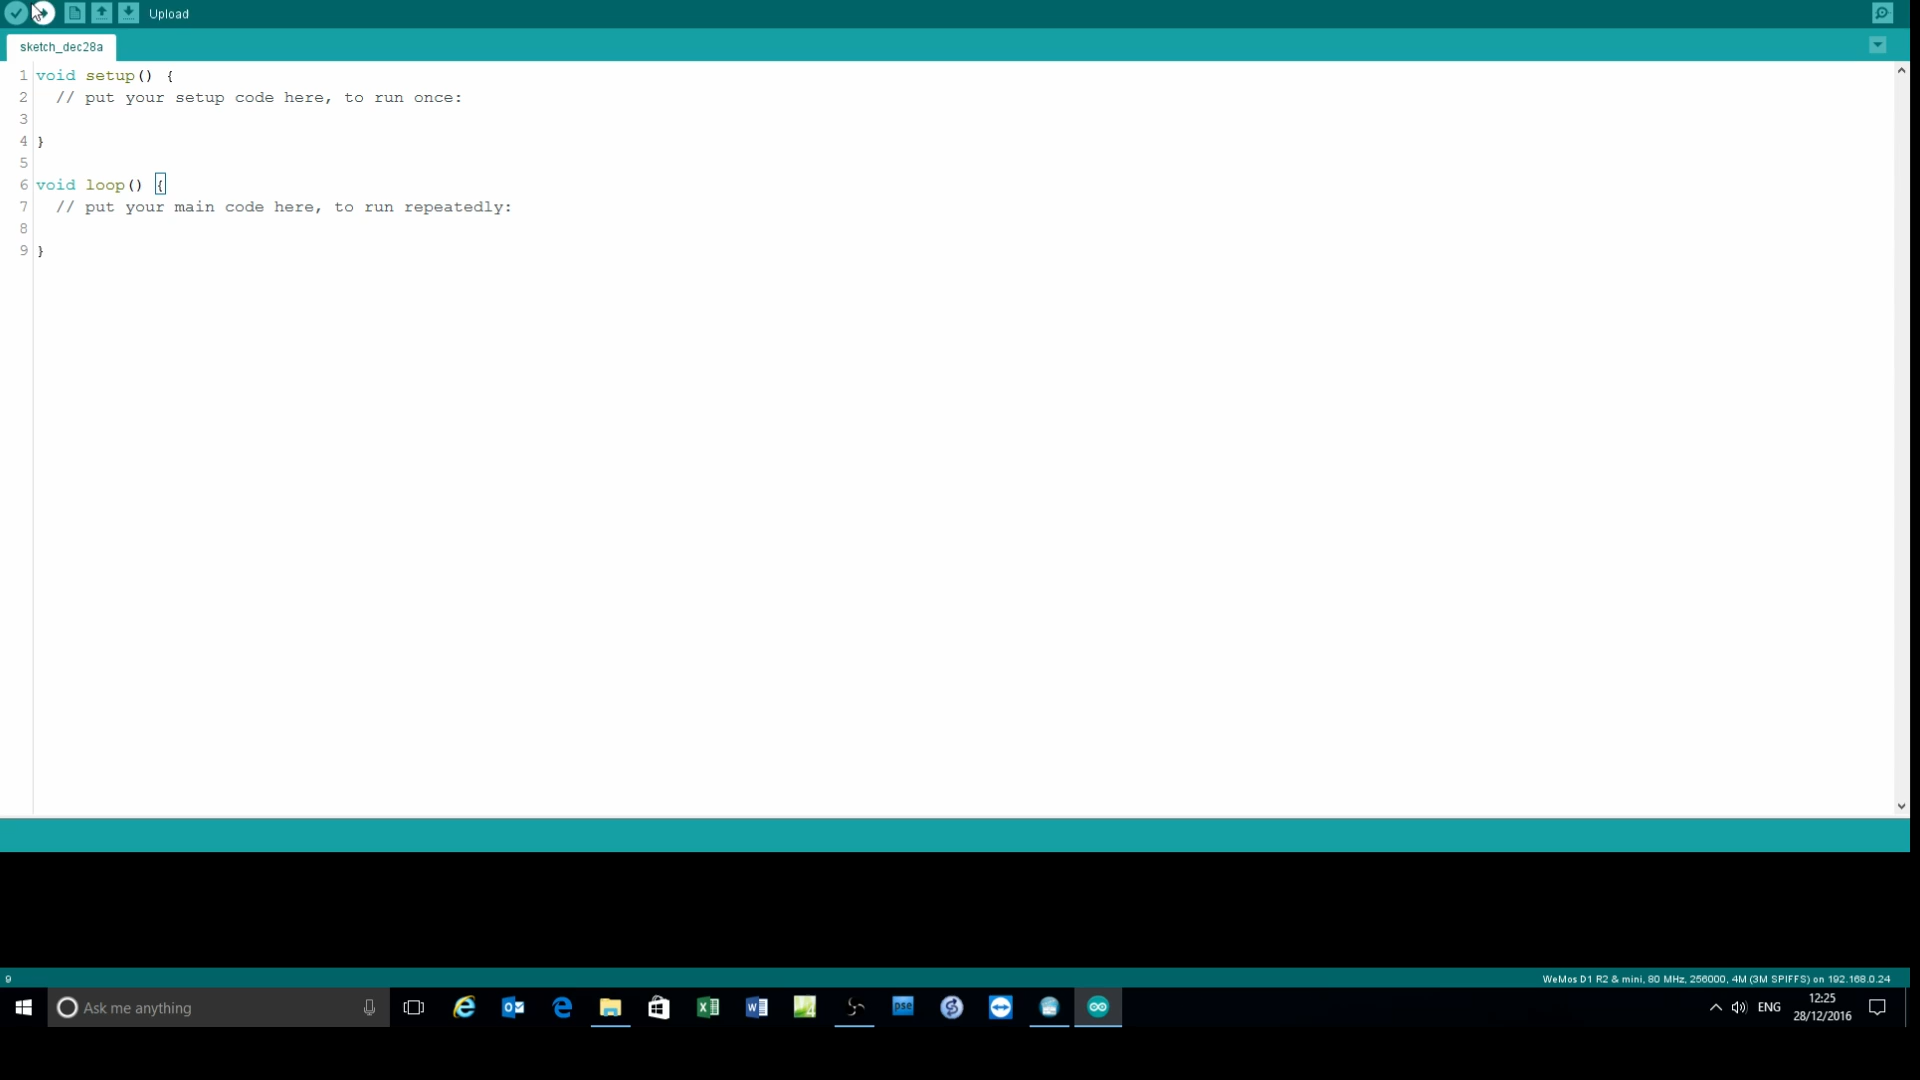 Upload
sketch_dec28a
1 void setup() {
2 // put your setup code here, to run once:
3
4 }
5
6 void loop() {
7 // put your main code here, to run repeatedly:
8
9 }
9
WeMos D1 R2 & mini, 80 MHz, 256000, 4M (3M SPIFFS) on 192.168.0.24
Ask me anything
pse
ENG
12:25
28/12/2016